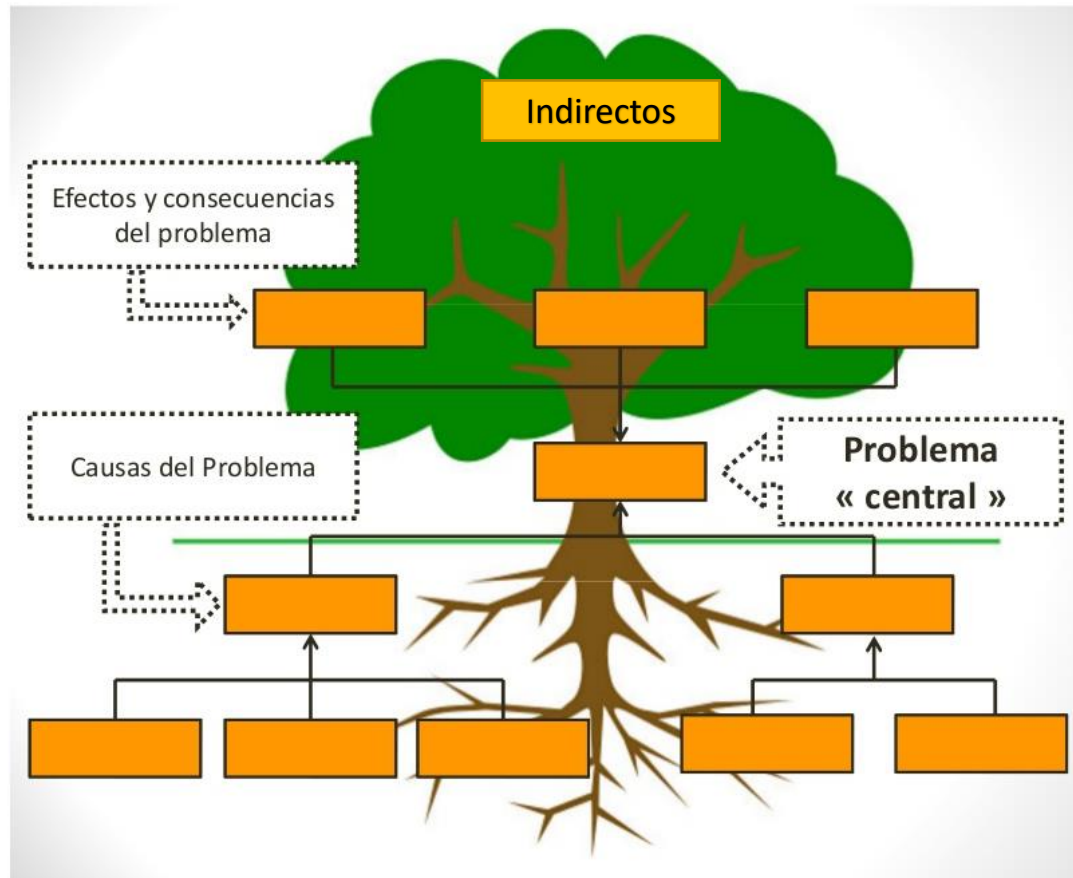 Indirectos
Efectos y consecuencias
del problema
Causas del Problema
Problema
« central »